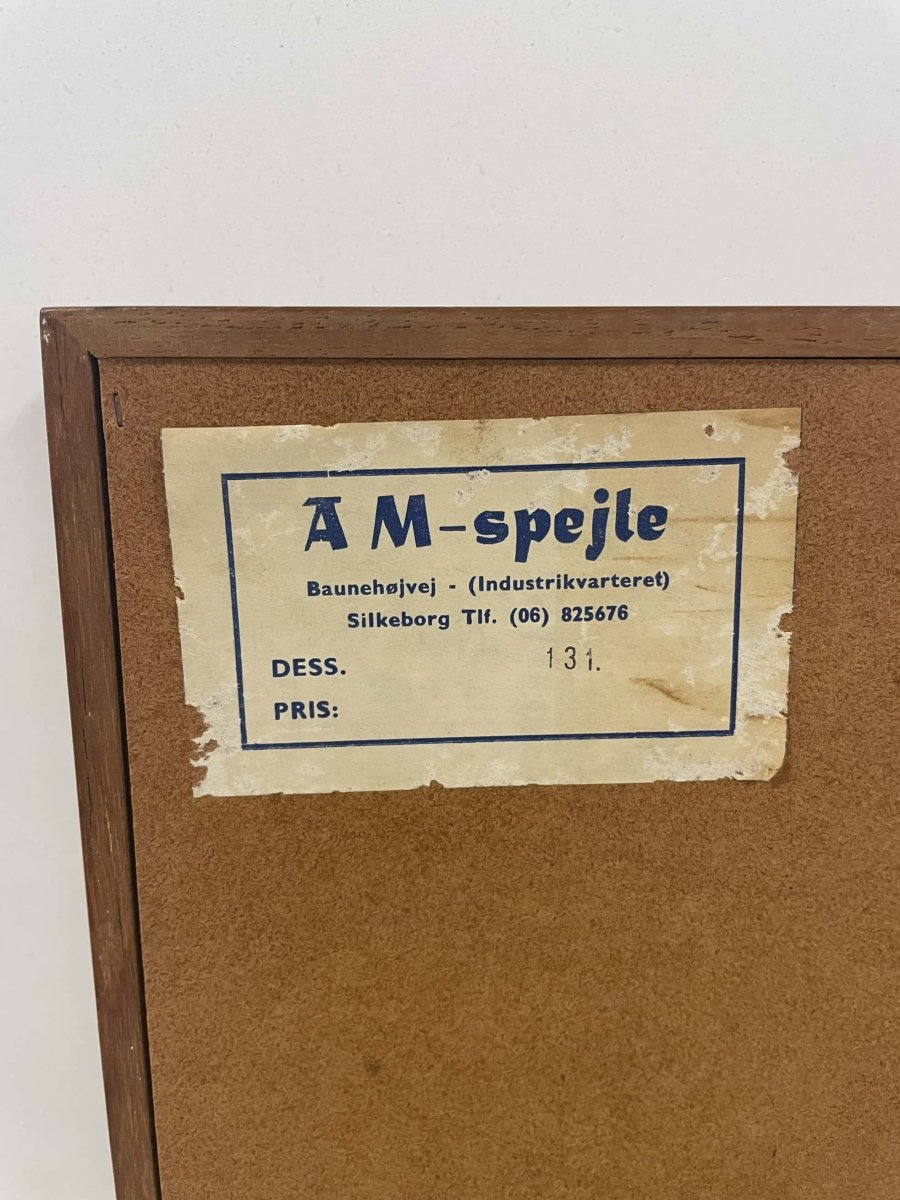 A M-spejle
Baunehøjvej - (Industrikvarteret)
Silkeborg Tlf. (06) 825676
DESS. 131.
PRIS: